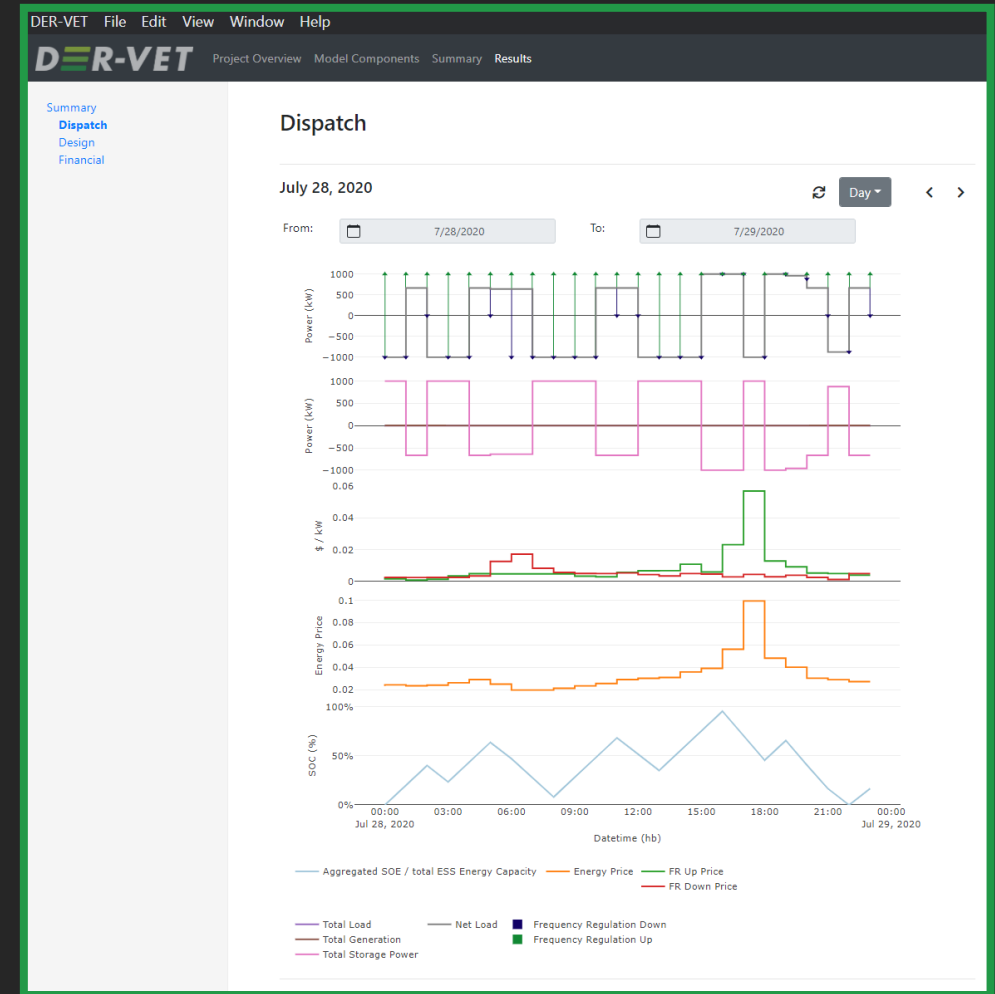 DER-VET File Edit View Window Help
DER-VET Project Overview Model Components Summary Results
Summary
Dispatch
Design
Financial
Dispatch
July 28, 2020
Day
From: 7/28/2020 To: 7/29/2020
Power (kW)
1000
500
0
−500
−1000
Power (kW)
1000
500
0
−500
−1000
$ / kW
0.06
0.04
0.02
0
Energy Price
0.1
0.08
0.06
0.04
0.02
SOC (%)
100%
50%
0%
00:00 03:00 06:00 09:00 12:00 15:00 18:00 21:00 00:00
Jul 28, 2020 Jul 29, 2020
Datetime (hb)
Aggregated SOE / total ESS Energy Capacity Energy Price FR Up Price
FR Down Price
Total Load Net Load Frequency Regulation Down
Total Generation Frequency Regulation Up
Total Storage Power